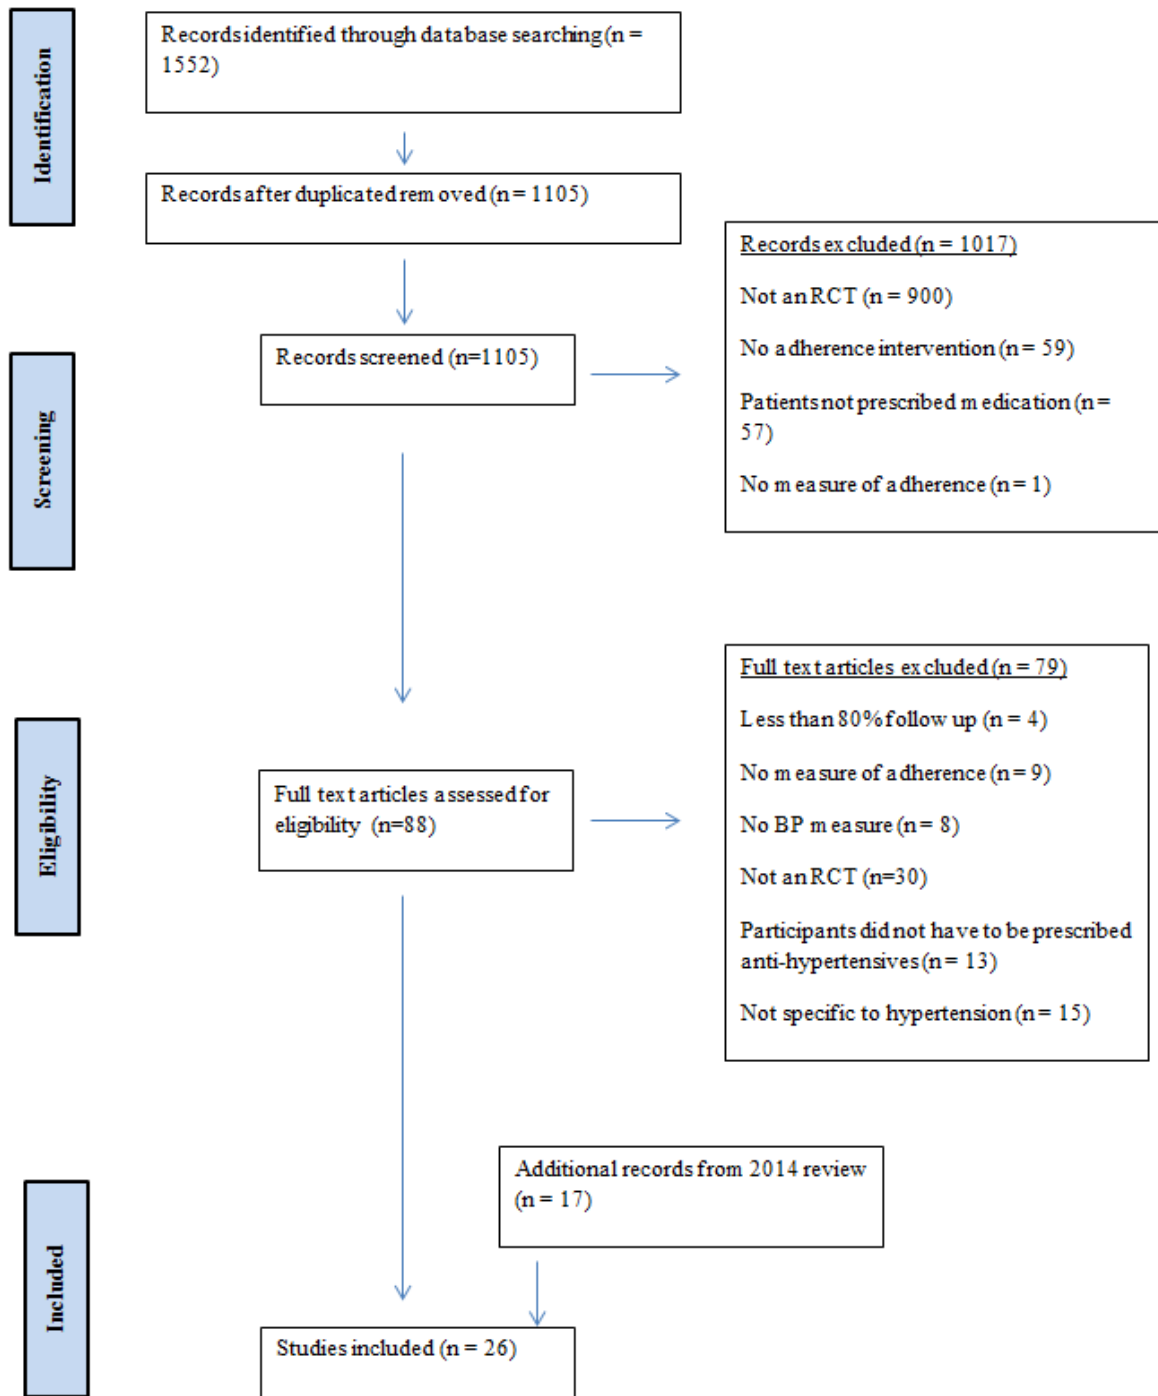 Identification
Records identified through database searching (n =
1552)
Records after duplicated removed (n = 1105)
Screening
Records screened (n=1105)
Records excluded (n = 1017)
Not an RCT (n = 900)
No adherence intervention (n = 59)
Patients not prescribed medication (n =
57)
No measure of adherence (n = 1)
Eligibility
Full text articles assessed for
eligibility (n=88)
Full text articles excluded (n = 79)
Less than 80% follow up (n = 4)
No measure of adherence (n = 9)
No BP measure (n = 8)
Not an RCT (n=30)
Participants did not have to be prescribed
anti-hypertensives (n = 13)
Not specific to hypertension (n = 15)
Included
Additional records from 2014 review
(n = 17)
Studies included (n = 26)